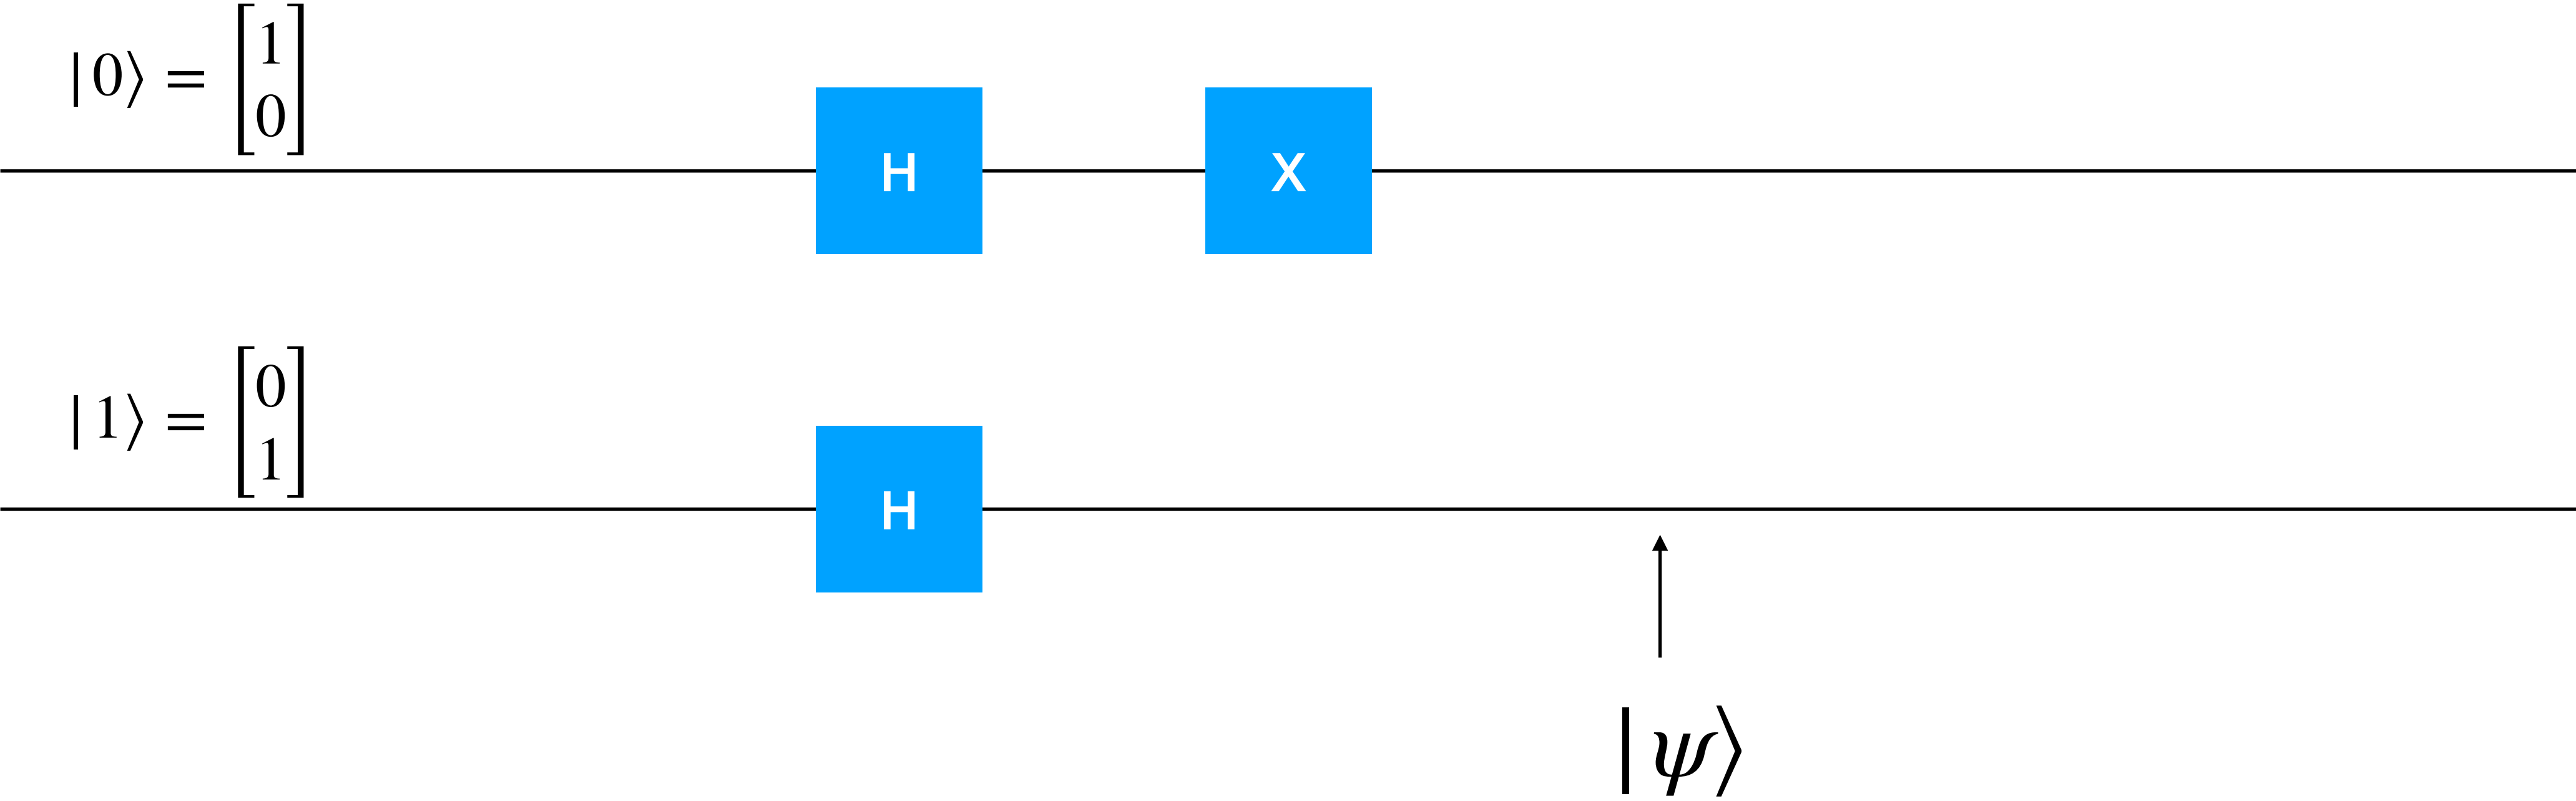 |0⟩ = [1 0]
H X
|1⟩ = [0 1]
H
|ψ⟩